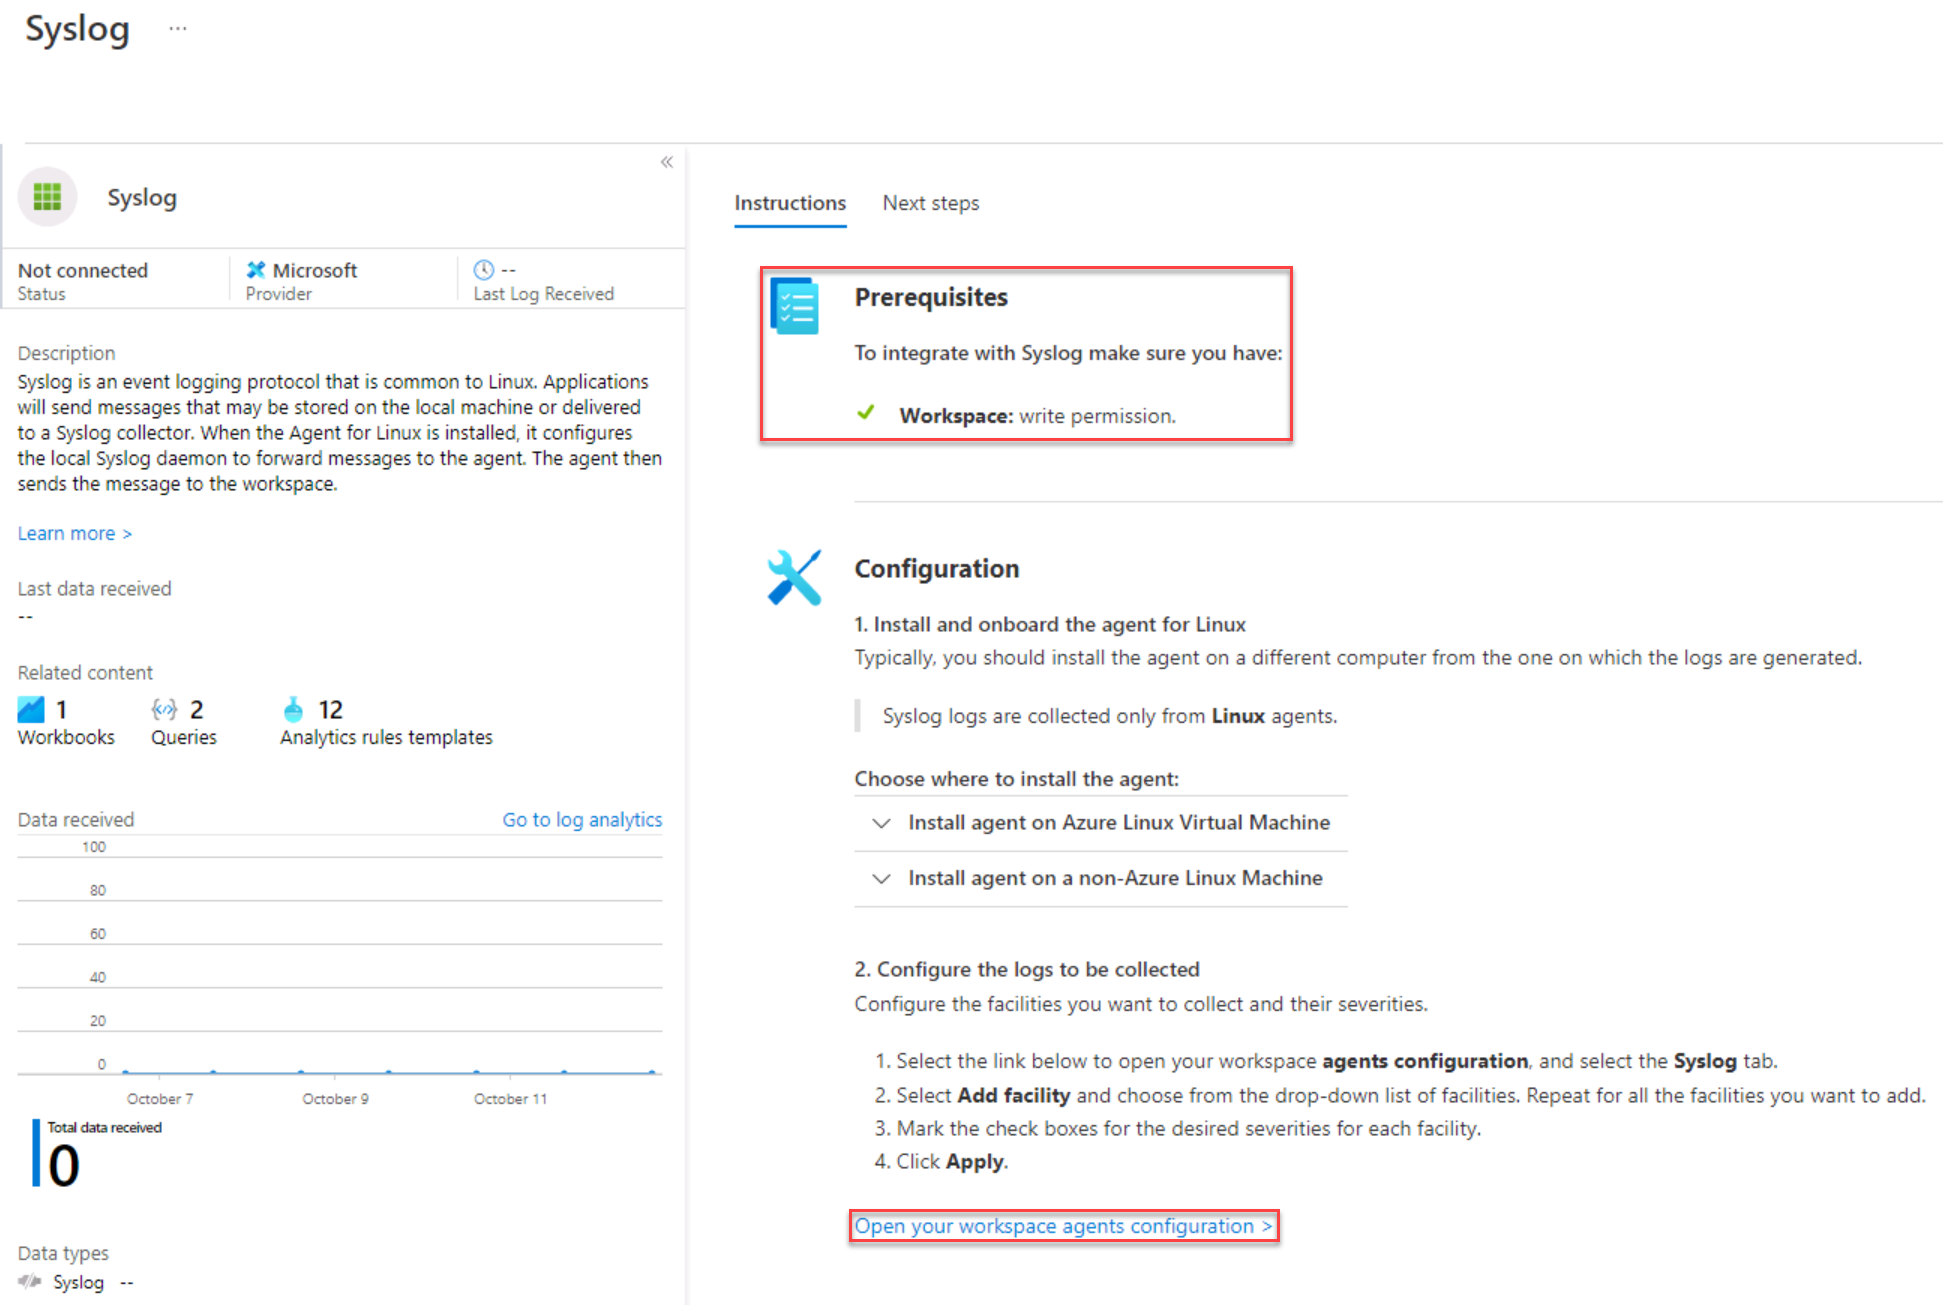 Syslog ...
«
Syslog
Not connected
Status
Microsoft
Provider
--
Last Log Received
Description
Syslog is an event logging protocol that is common to Linux. Applications
will send messages that may be stored on the local machine or delivered
to a Syslog collector. When the Agent for Linux is installed, it configures
the local Syslog daemon to forward messages to the agent. The agent then
sends the message to the workspace.
Learn more >
Last data received
--
Related content
1
Workbooks
2
Queries
12
Analytics rules templates
Data received
Go to log analytics
100
80
60
40
20
0
October 7
October 9
October 11
Total data received
0
Data types
Syslog --
Instructions
Next steps
Prerequisites
To integrate with Syslog make sure you have:
Workspace: write permission.
Configuration
1. Install and onboard the agent for Linux
Typically, you should install the agent on a different computer from the one on which the logs are generated.
Syslog logs are collected only from Linux agents.
Choose where to install the agent:
Install agent on Azure Linux Virtual Machine
Install agent on a non-Azure Linux Machine
2. Configure the logs to be collected
Configure the facilities you want to collect and their severities.
1. Select the link below to open your workspace agents configuration, and select the Syslog tab.
2. Select Add facility and choose from the drop-down list of facilities. Repeat for all the facilities you want to add.
3. Mark the check boxes for the desired severities for each facility.
4. Click Apply.
Open your workspace agents configuration >